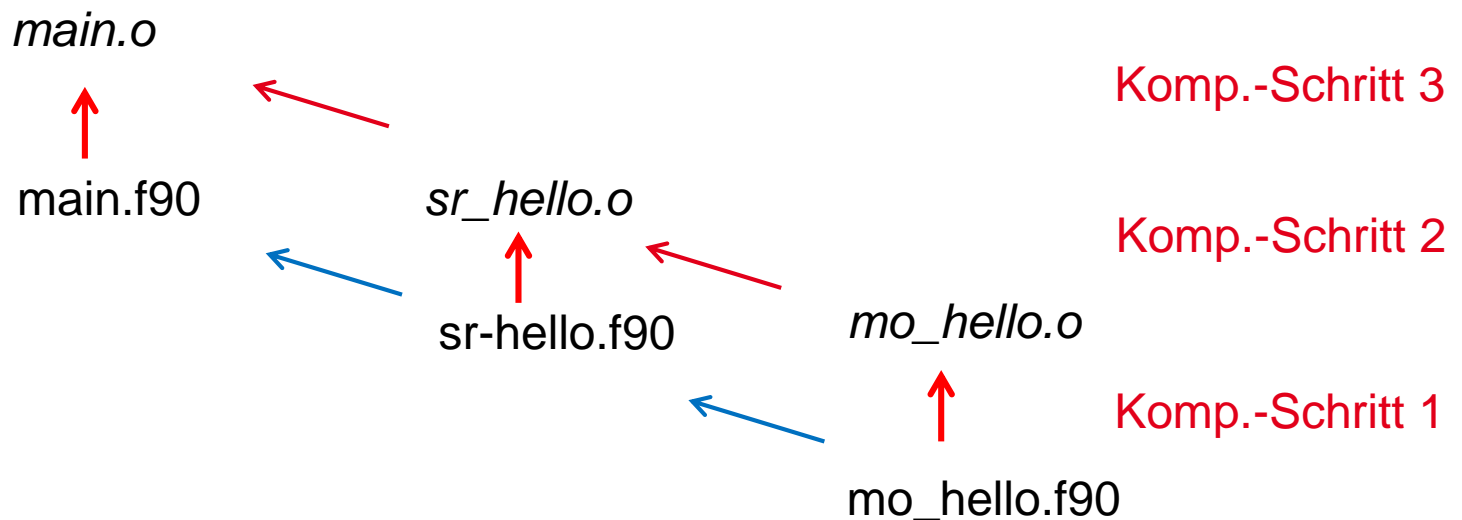 main.o
Komp.-Schritt 3
main.f90
sr_hello.o
Komp.-Schritt 2
sr-hello.f90
mo_hello.o
Komp.-Schritt 1
mo_hello.f90